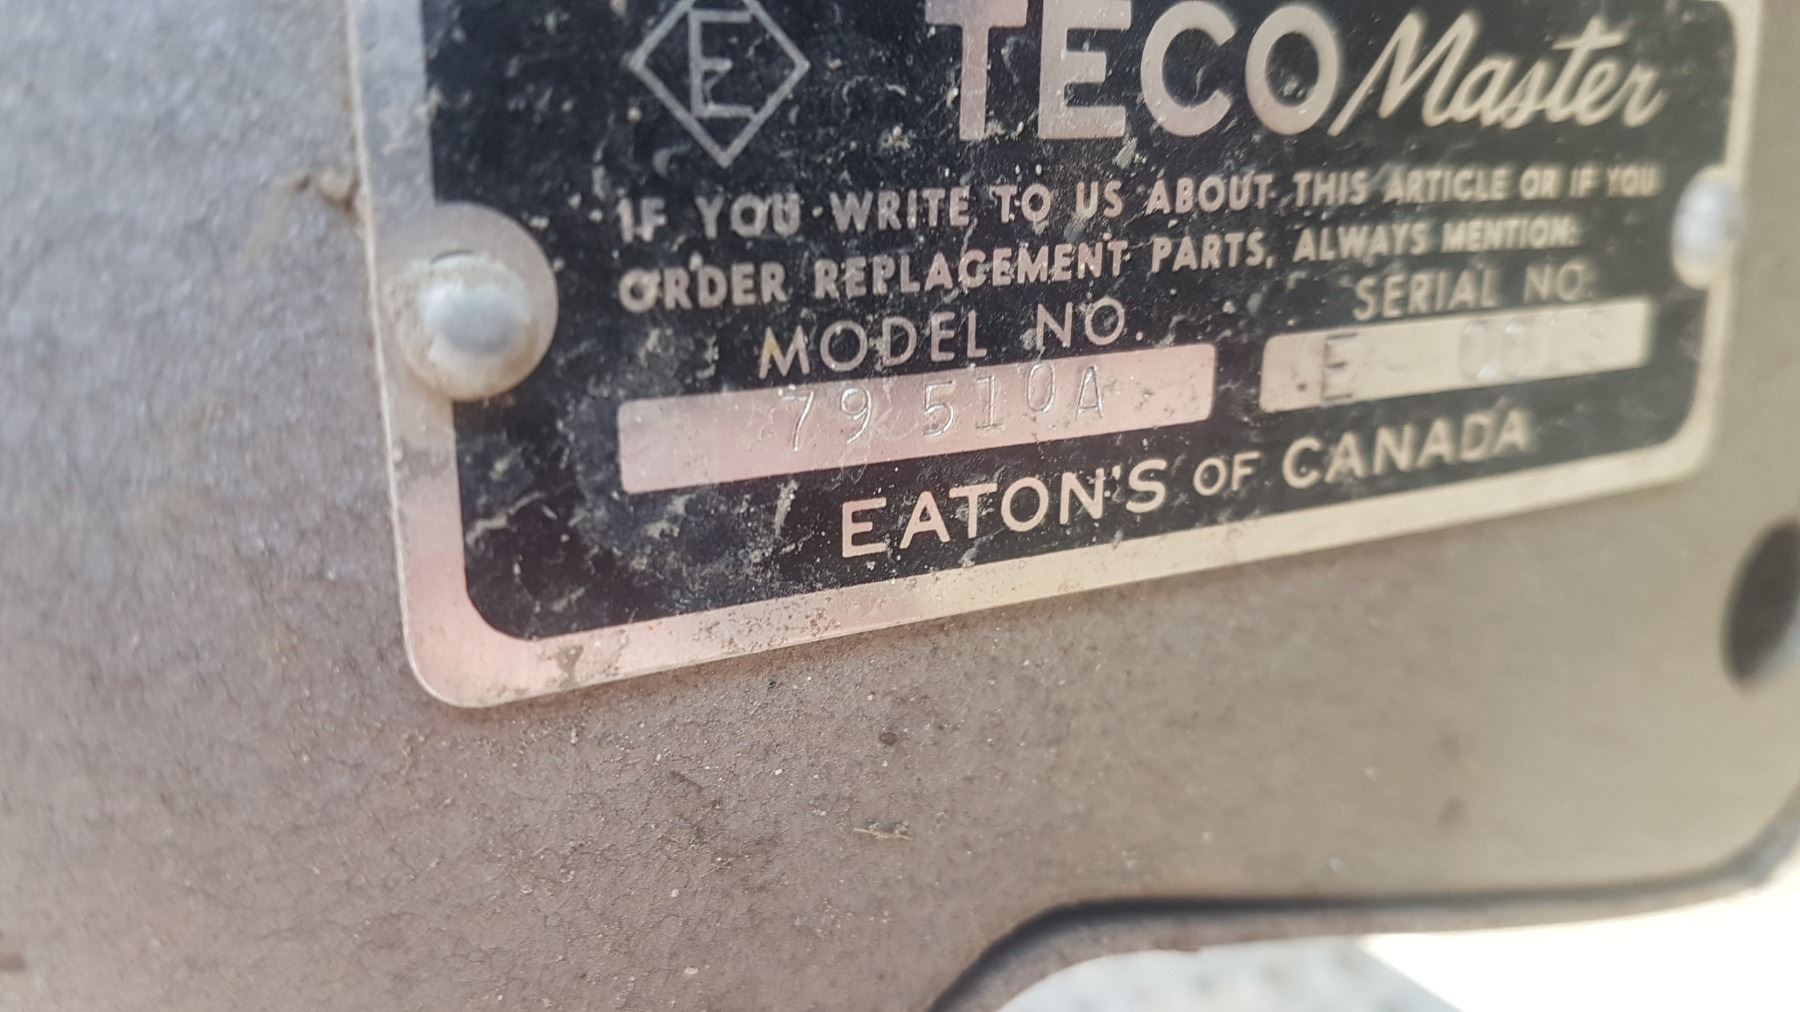 E TECO Master
IF YOU WRITE TO US ABOUT THIS ARTICLE OR IF YOU
ORDER REPLACEMENT PARTS, ALWAYS MENTION:
MODEL NO. SERIAL NO.
79 510A E
EATON'S OF CANADA